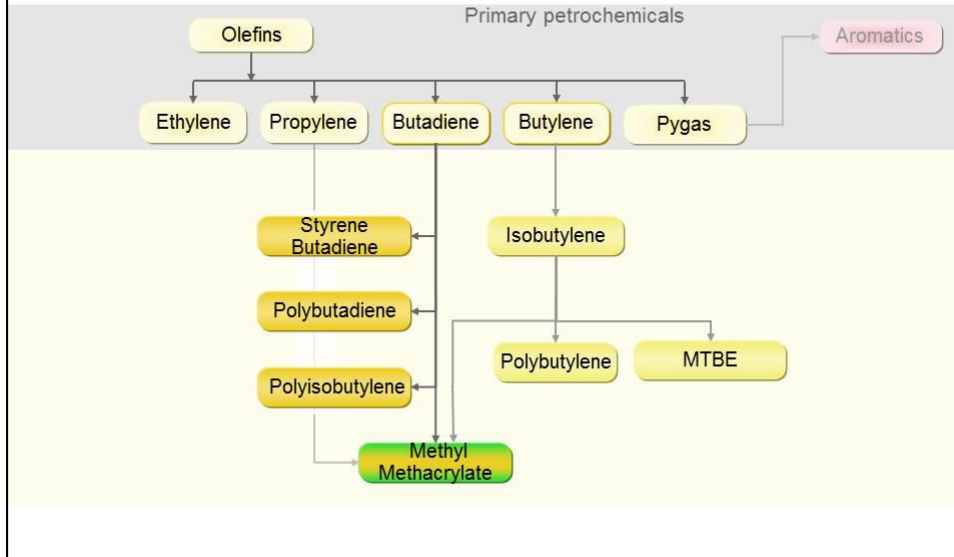 Primary petrochemicals
Olefins
Aromatics
Ethylene
Propylene
Butadiene
Butylene
Pygas
Styrene
Butadiene
Isobutylene
Polybutadiene
Polybutylene
MTBE
Polyisobutylene
Methyl
Methacrylate